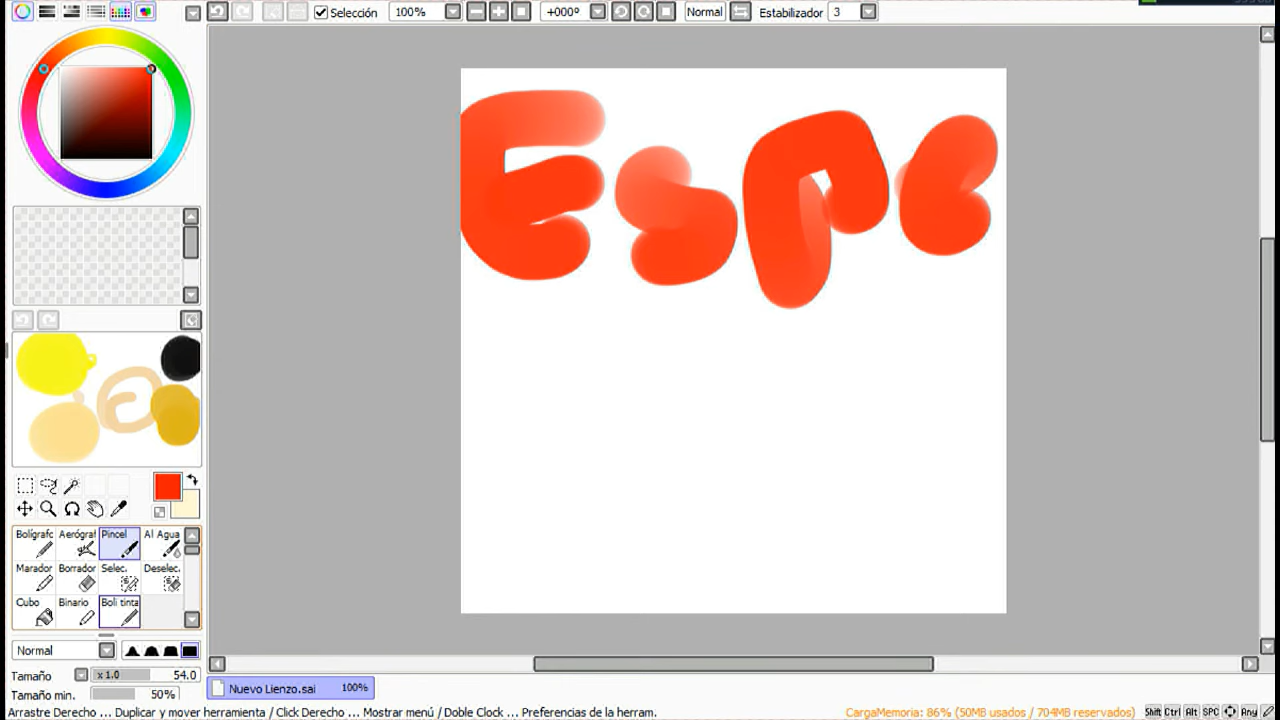 Selección 100% +000° Normal Estabilizador 3
Espe
Bolígrafc Aerógraf Pincel Al Agua
Marador Borrador Selec. Deselec.
Cubo Binario Boli tinta
Normal
Tamaño x 1.0 54.0
Tamaño min. 50%
Nuevo Lienzo.sai 100%
Arrastre Derecho ... Duplicar y mover herramienta / Click Derecho ... Mostrar menú / Doble Clock ... Preferencias de la herram.
CargaMemoria: 86% (50MB usados / 704MB reservados) Shift Ctrl Alt SPC Any